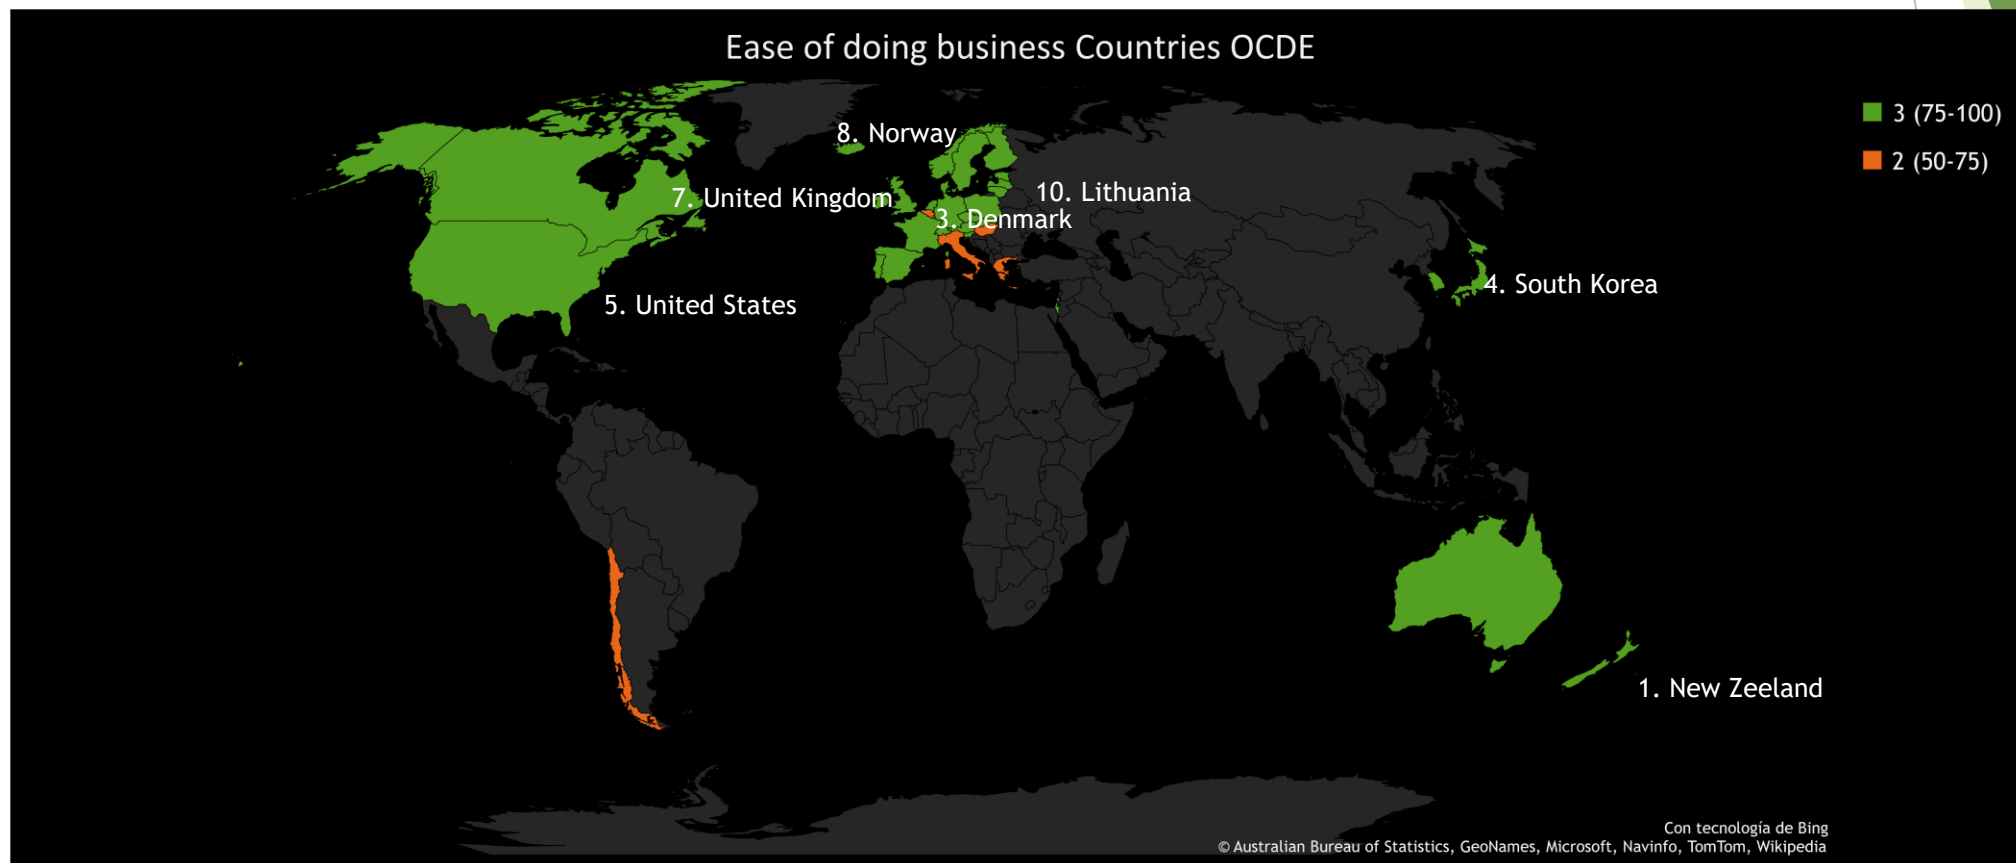 Ease of doing business Countries OCDE
3 (75-100)
2 (50-75)
8. Norway
7. United Kingdom
10. Lithuania
3. Denmark
4. South Korea
5. United States
1. New Zeeland
Con tecnología de Bing
© Australian Bureau of Statistics, GeoNames, Microsoft, Navinfo, TomTom, Wikipedia